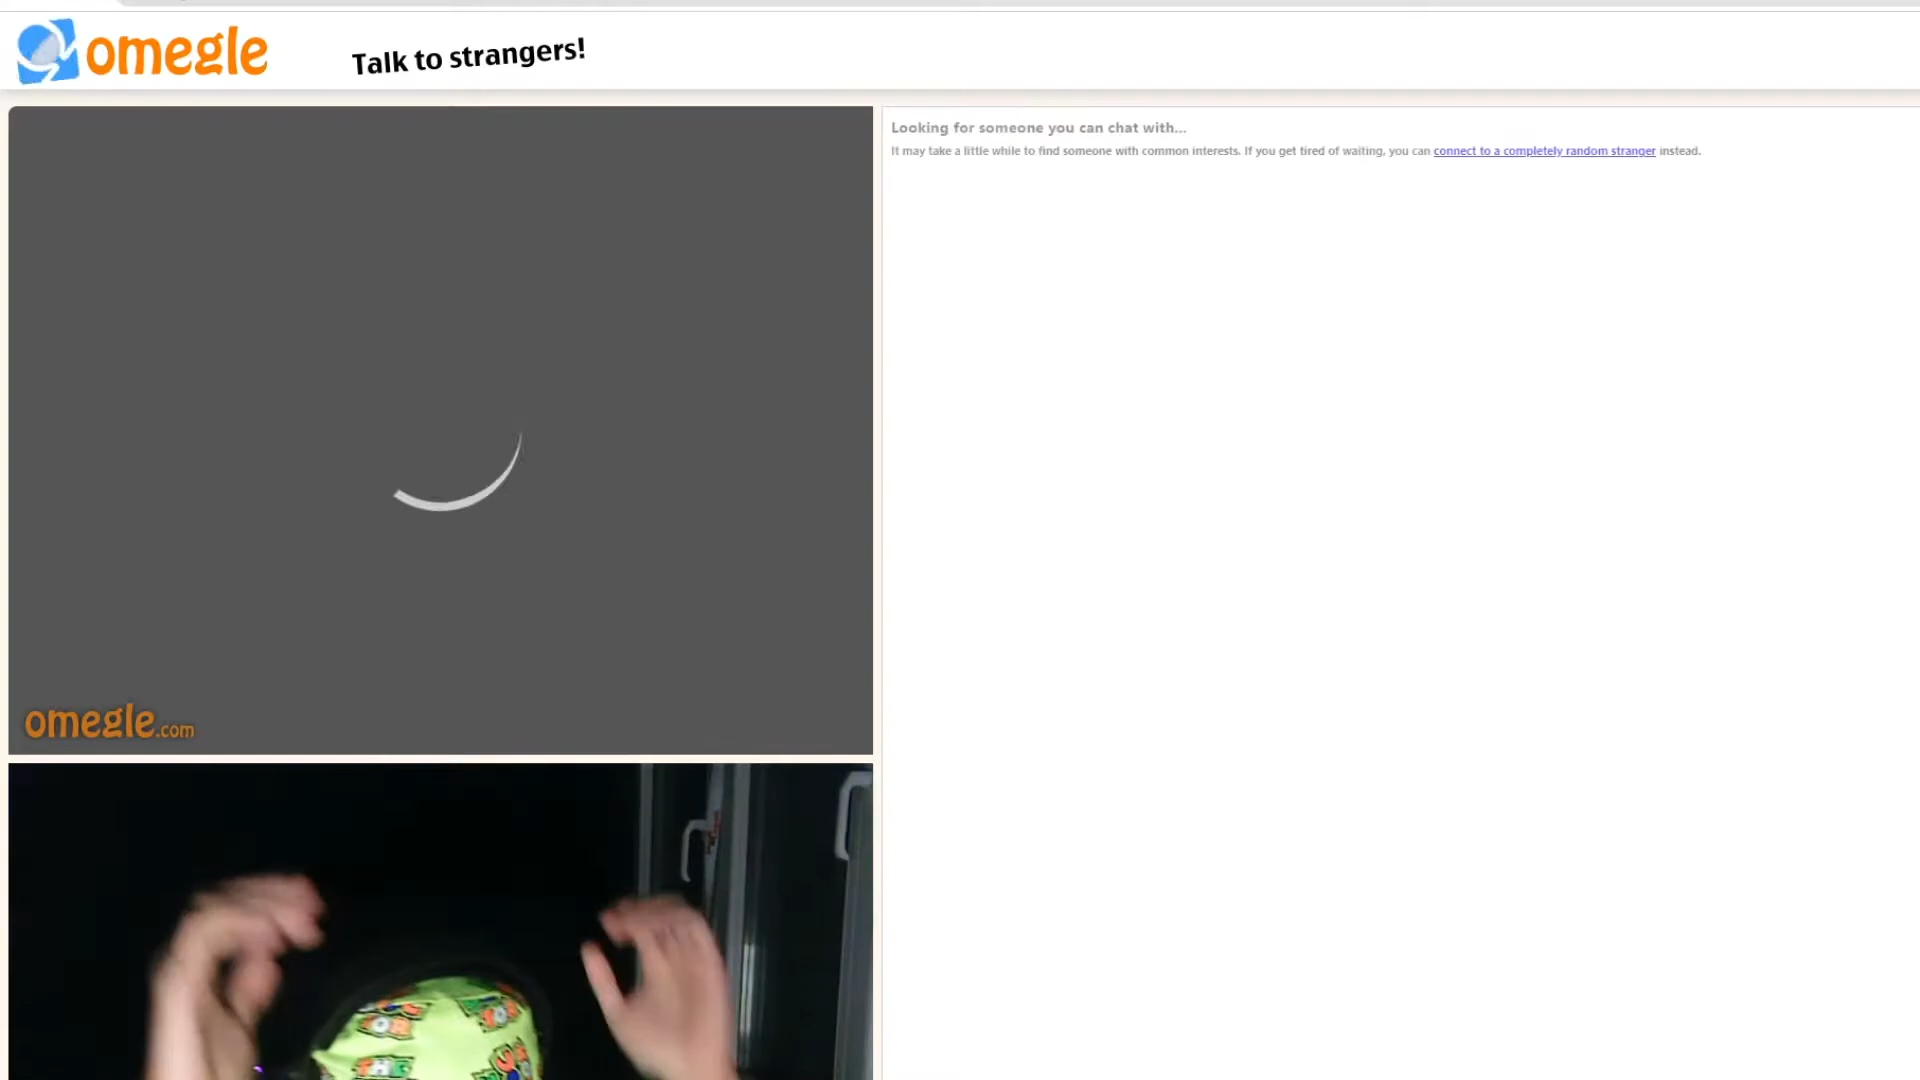 omegle
Talk to strangers!
Looking for someone you can chat with...
It may take a little while to find someone with common interests. If you get tired of waiting, you can connect to a completely random stranger instead.
omegle.com